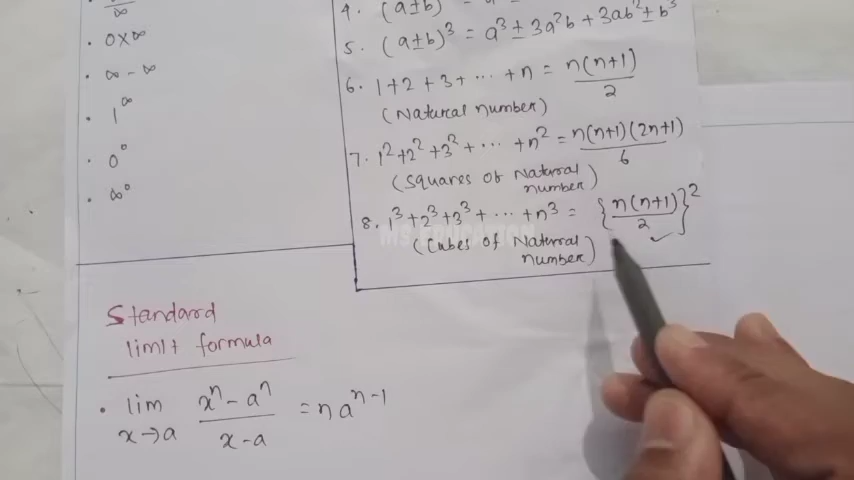 ∞
• 0×∞
• ∞ - ∞
• 1^∞
• 0^0
• ∞^0
4. (a±b)
5. (a±b)^3 = a^3 ± 3a^2b + 3ab^2 ± b^3
6. 1+2+3+ ... +n = n(n+1)/2
(Natural number)
7. 1^2+2^2+3^2+ ... +n^2 = n(n+1)(2n+1)/6
(Squares of Natural
number)
8. 1^3+2^3+3^3+ ... +n^3 = {n(n+1)/2}^2
(Cubes of Natural
number)
MS EDUCATION
Standard
limit formula
• lim x→a x^n-a^n/x-a = na^n-1